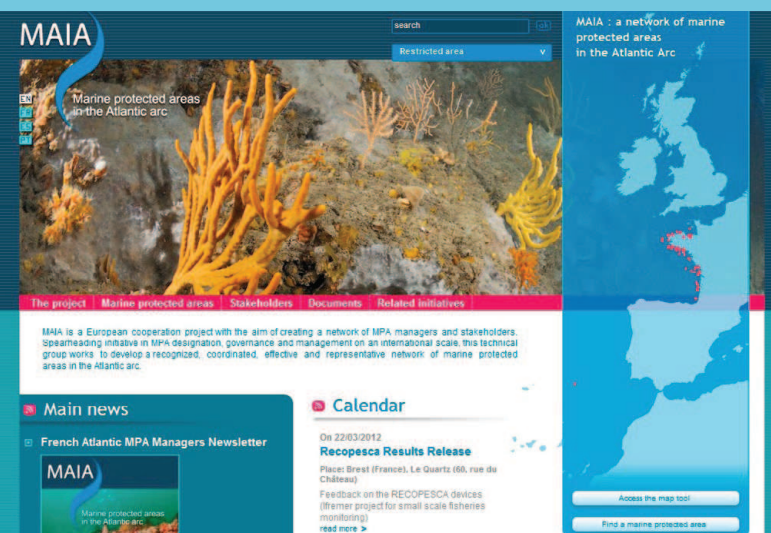 MAIA
search
ok
Restricted area
v
MAIA : a network of marine
protected areas
in the Atlantic Arc
EN
FR
ES
PT
Marine protected areas
in the Atlantic arc
The project
Marine protected areas
Stakeholders
Documents
Related initiatives
MAIA is a European cooperation project with the aim of creating a network of MPA managers and stakeholders.
Spearheading initiative in MPA designation, governance and management on an international scale, this technical
group works to develop a recognized, coordinated, effective and representative network of marine protected
areas in the Atlantic arc.
Main news
French Atlantic MPA Managers Newsletter
MAIA
Marine protected areas
in the Atlantic arc
Calendar
On 22/03/2012
Recopesca Results Release
Place: Brest (France), Le Quartz (60, rue du
Château)
Feedback on the RECOPESCA devices
(Ifremer project for small scale fisheries
monitoring)
read more >
Access the map tool
Find a marine protected area